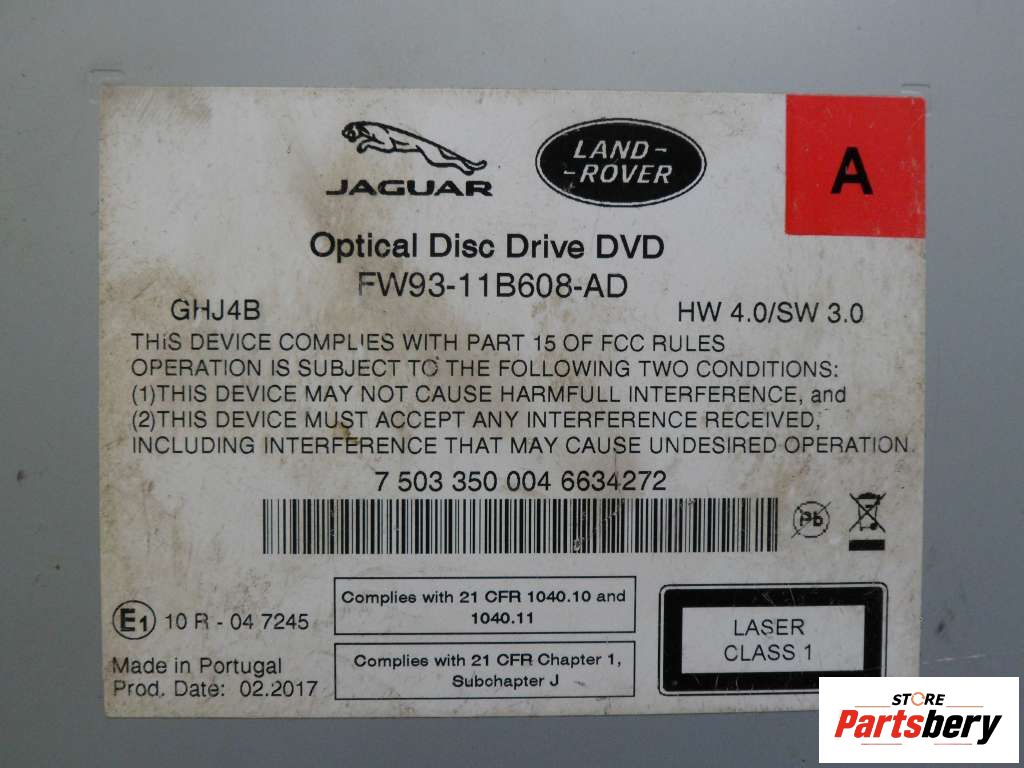 JAGUAR
LAND-
-ROVER
A
Optical Disc Drive DVD
FW93-11B608-AD
GHJ4B
HW 4.0/SW 3.0
THIS DEVICE COMPLIES WITH PART 15 OF FCC RULES
OPERATION IS SUBJECT TO THE FOLLOWING TWO CONDITIONS:
(1)THIS DEVICE MAY NOT CAUSE HARMFULL INTERFERENCE, and
(2)THIS DEVICE MUST ACCEPT ANY INTERFERENCE RECEIVED,
INCLUDING INTERFERENCE THAT MAY CAUSE UNDESIRED OPERATION.
7 503 350 004 6634272
Pb
E1 10 R - 04 7245
Complies with 21 CFR 1040.10 and
1040.11
Made in Portugal
Prod. Date: 02.2017
Complies with 21 CFR Chapter 1,
Subchapter J
LASER
CLASS 1
STORE
Partsbery